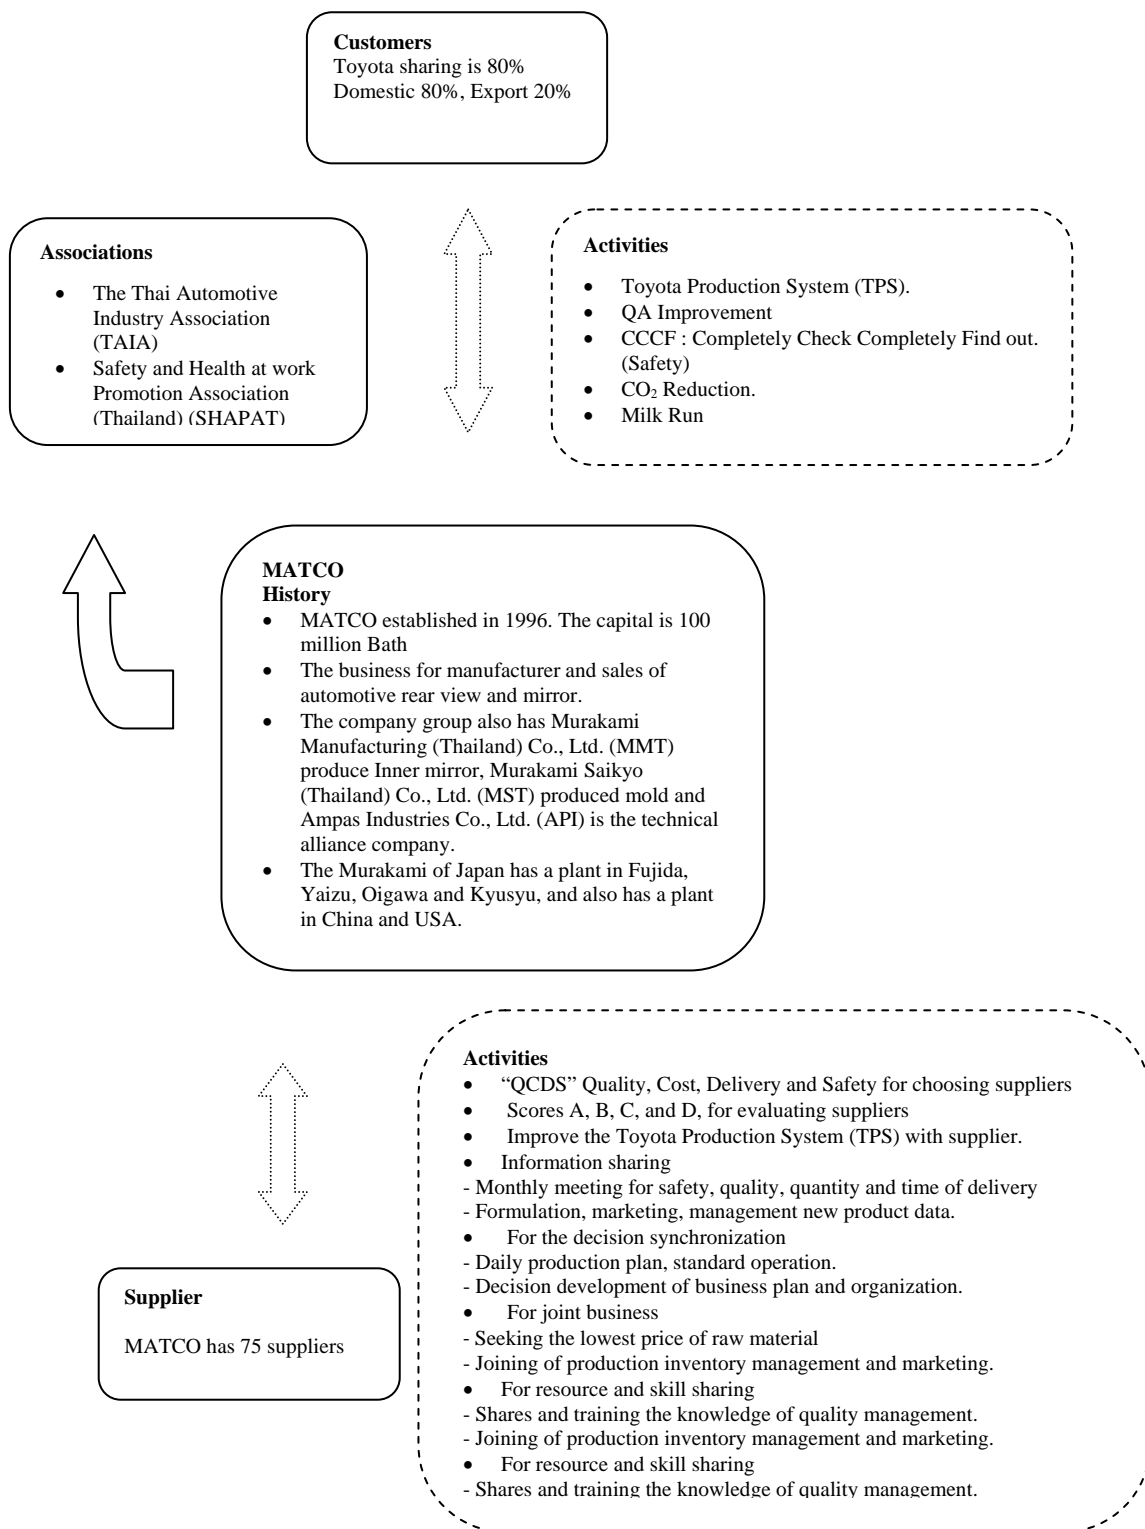 Customers
Toyota sharing is 80%
Domestic 80%, Export 20%
Associations
• The Thai Automotive
Industry Association
(TAIA)
• Safety and Health at work
Promotion Association
(Thailand) (SHAPAT)
Activities
• Toyota Production System (TPS).
• QA Improvement
• CCCF : Completely Check Completely Find out.
(Safety)
• CO₂ Reduction.
• Milk Run
MATCO
History
• MATCO established in 1996. The capital is 100
million Bath
• The business for manufacturer and sales of
automotive rear view and mirror.
• The company group also has Murakami
Manufacturing (Thailand) Co., Ltd. (MMT)
produce Inner mirror, Murakami Saikyo
(Thailand) Co., Ltd. (MST) produced mold and
Ampas Industries Co., Ltd. (API) is the technical
alliance company.
• The Murakami of Japan has a plant in Fujida,
Yaizu, Oigawa and Kyusyu, and also has a plant
in China and USA.
Activities
• “QCDS” Quality, Cost, Delivery and Safety for choosing suppliers
• Scores A, B, C, and D, for evaluating suppliers
• Improve the Toyota Production System (TPS) with supplier.
• Information sharing
- Monthly meeting for safety, quality, quantity and time of delivery
- Formulation, marketing, management new product data.
• For the decision synchronization
- Daily production plan, standard operation.
- Decision development of business plan and organization.
• For joint business
- Seeking the lowest price of raw material
- Joining of production inventory management and marketing.
• For resource and skill sharing
- Shares and training the knowledge of quality management.
- Joining of production inventory management and marketing.
• For resource and skill sharing
- Shares and training the knowledge of quality management.
Supplier
MATCO has 75 suppliers